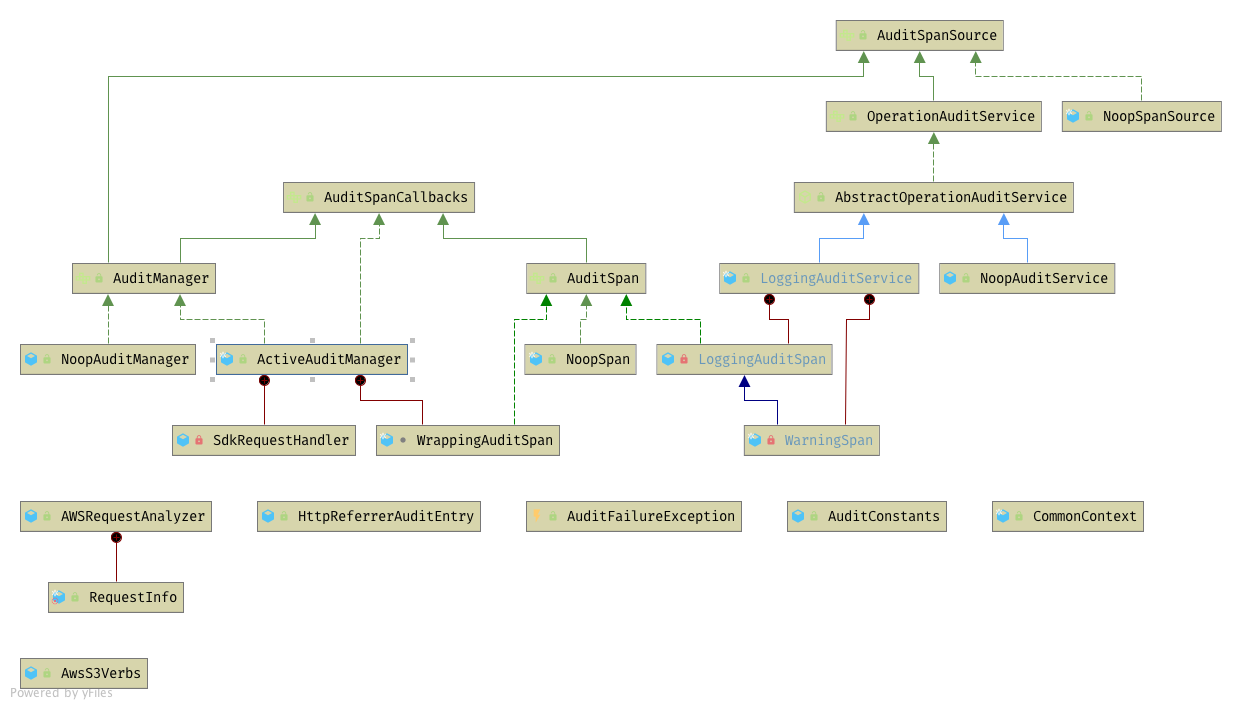 AuditSpanSource
OperationAuditService
NoopSpanSource
AuditSpanCallbacks
AbstractOperationAuditService
AuditManager
AuditSpan
LoggingAuditService
NoopAuditService
NoopAuditManager
ActiveAuditManager
NoopSpan
LoggingAuditSpan
SdkRequestHandler
WrappingAuditSpan
WarningSpan
AWSRequestAnalyzer
HttpReferrerAuditEntry
AuditFailureException
AuditConstants
CommonContext
RequestInfo
AwsS3Verbs
Powered by yFiles